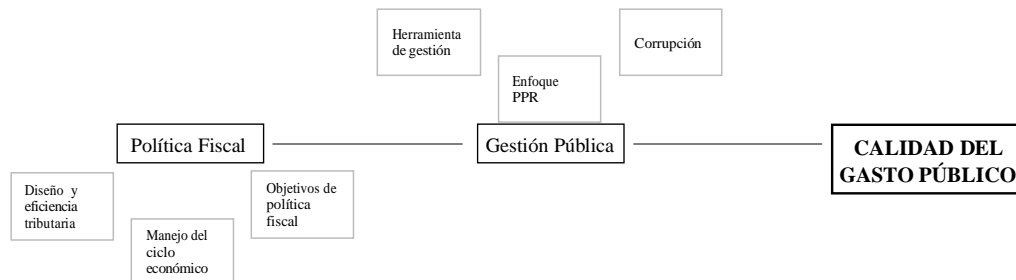 Herramienta
de gestión
Corrupción
Enfoque
PPR
Política Fiscal
Gestión Pública
CALIDAD DEL
GASTO PÚBLICO
Diseño y
eficiencia
tributaria
Objetivos de
política
fiscal
Manejo del
ciclo
económico